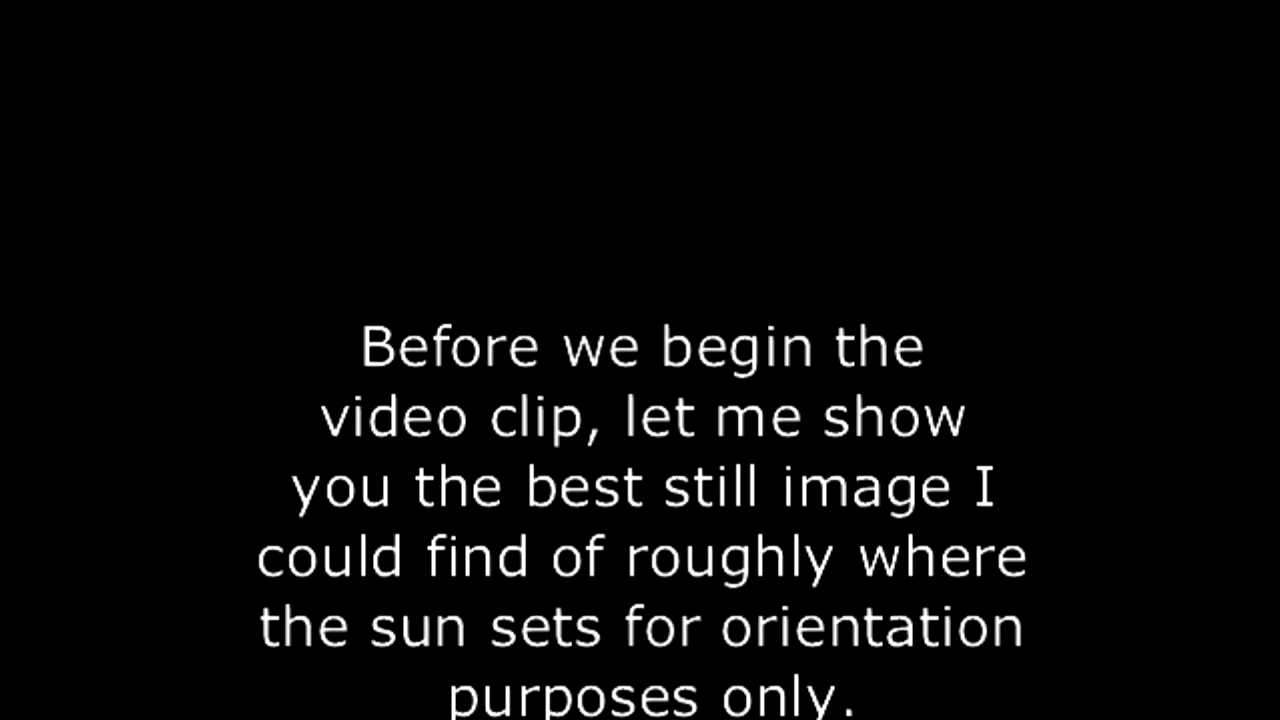 Before we begin the
video clip, let me show
you the best still image I
could find of roughly where
the sun sets for orientation
purposes only.